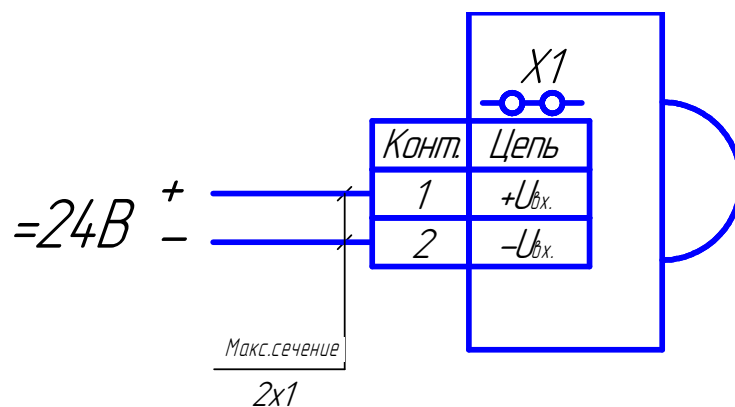 X1
Конт. Цепь
1 +Uвх.
2 -Uвх.
+
=24В
-
Макс.сечение
2х1